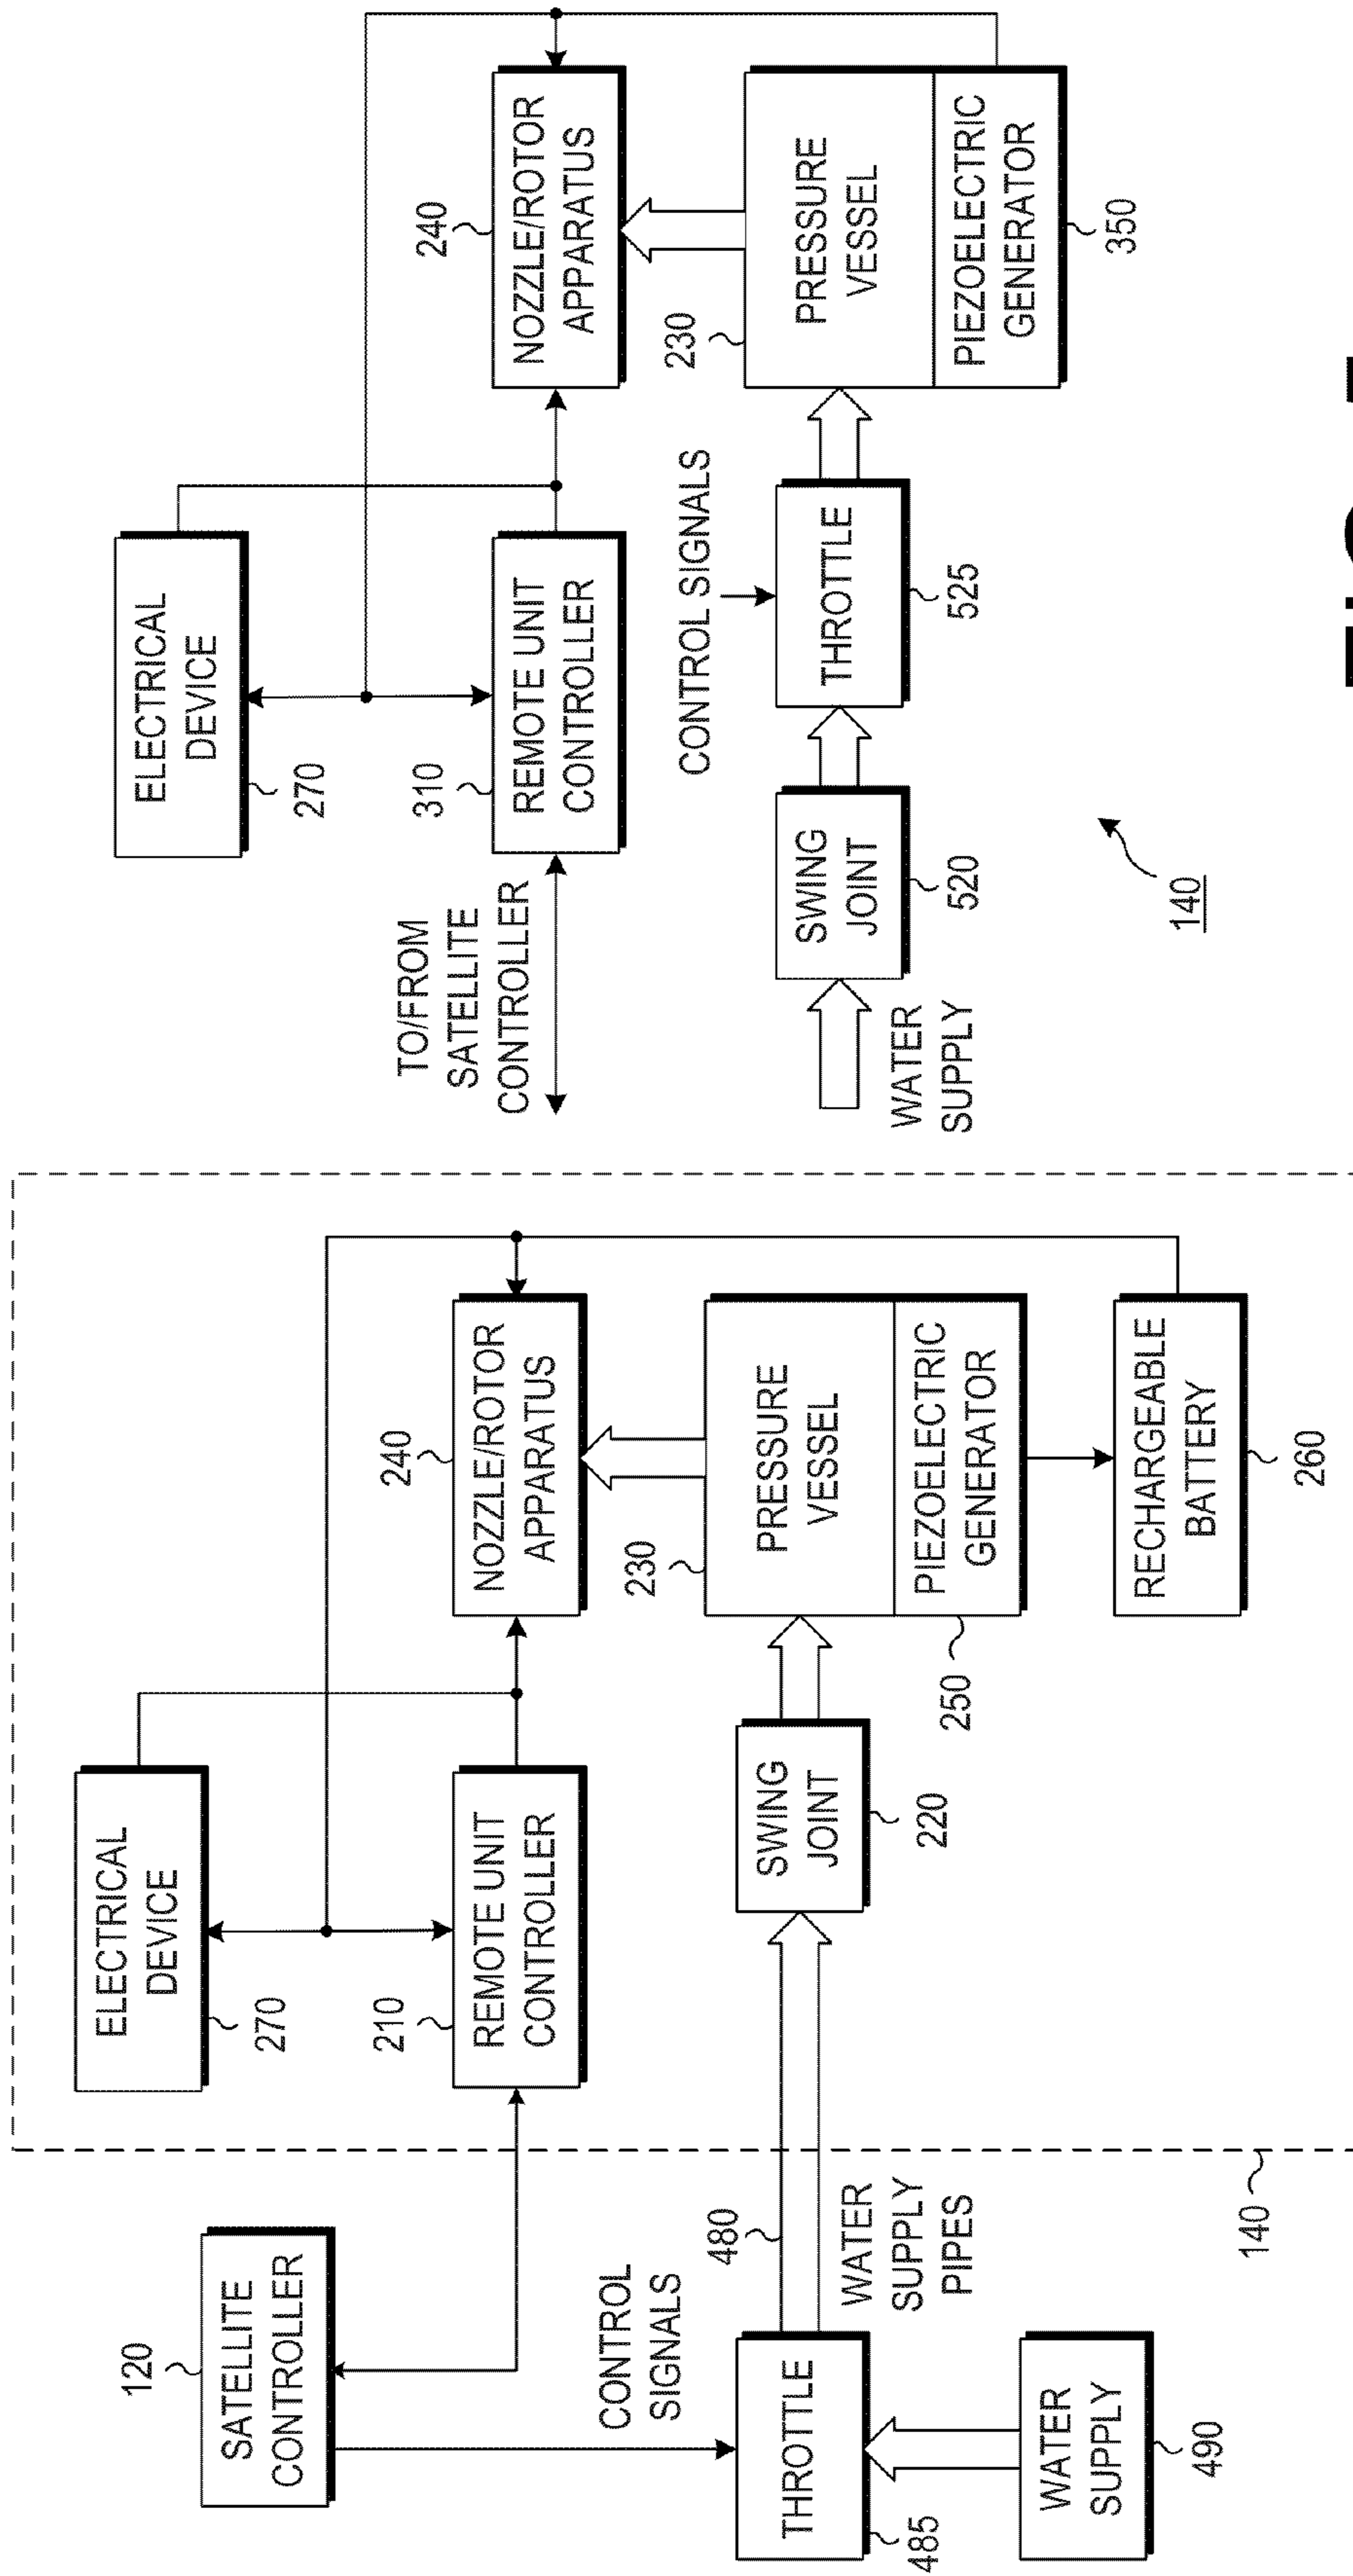 120
SATELLITE
CONTROLLER
ELECTRICAL
DEVICE
270
210
REMOTE UNIT
CONTROLLER
240
NOZZLE/ROTOR
APPARATUS
CONTROL
SIGNALS
THROTTLE
485
480
WATER
SUPPLY
PIPES
SWING
JOINT
220
230
PRESSURE
VESSEL
PIEZOELECTRIC
GENERATOR
250
WATER
SUPPLY
490
RECHARGEABLE
BATTERY
260
140
ELECTRICAL
DEVICE
270
310
TO/FROM
SATELLITE
CONTROLLER
REMOTE UNIT
CONTROLLER
240
NOZZLE/ROTOR
APPARATUS
CONTROL SIGNALS
WATER
SUPPLY
SWING
JOINT
520
THROTTLE
525
230
PRESSURE
VESSEL
PIEZOELECTRIC
GENERATOR
350
140